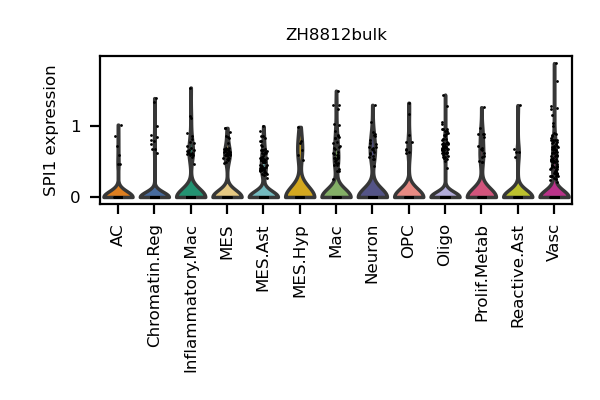 ZH8812bulk
SPI1 expression
1
0
AC
Chromatin.Reg
Inflammatory.Mac
MES
MES.Ast
MES.Hyp
Mac
Neuron
OPC
Oligo
Prolif.Metab
Reactive.Ast
Vasc